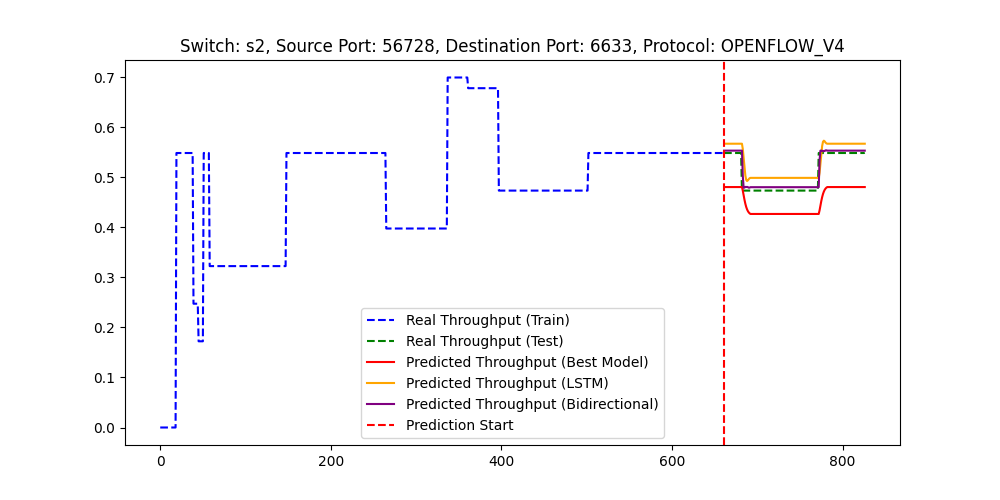 Switch: s2, Source Port: 56728, Destination Port: 6633, Protocol: OPENFLOW_V4
0.7
0.6
0.5
0.4
0.3
0.2
0.1
0.0
Real Throughput (Train)
Real Throughput (Test)
Predicted Throughput (Best Model)
Predicted Throughput (LSTM)
Predicted Throughput (Bidirectional)
Prediction Start
0 200 400 600 800